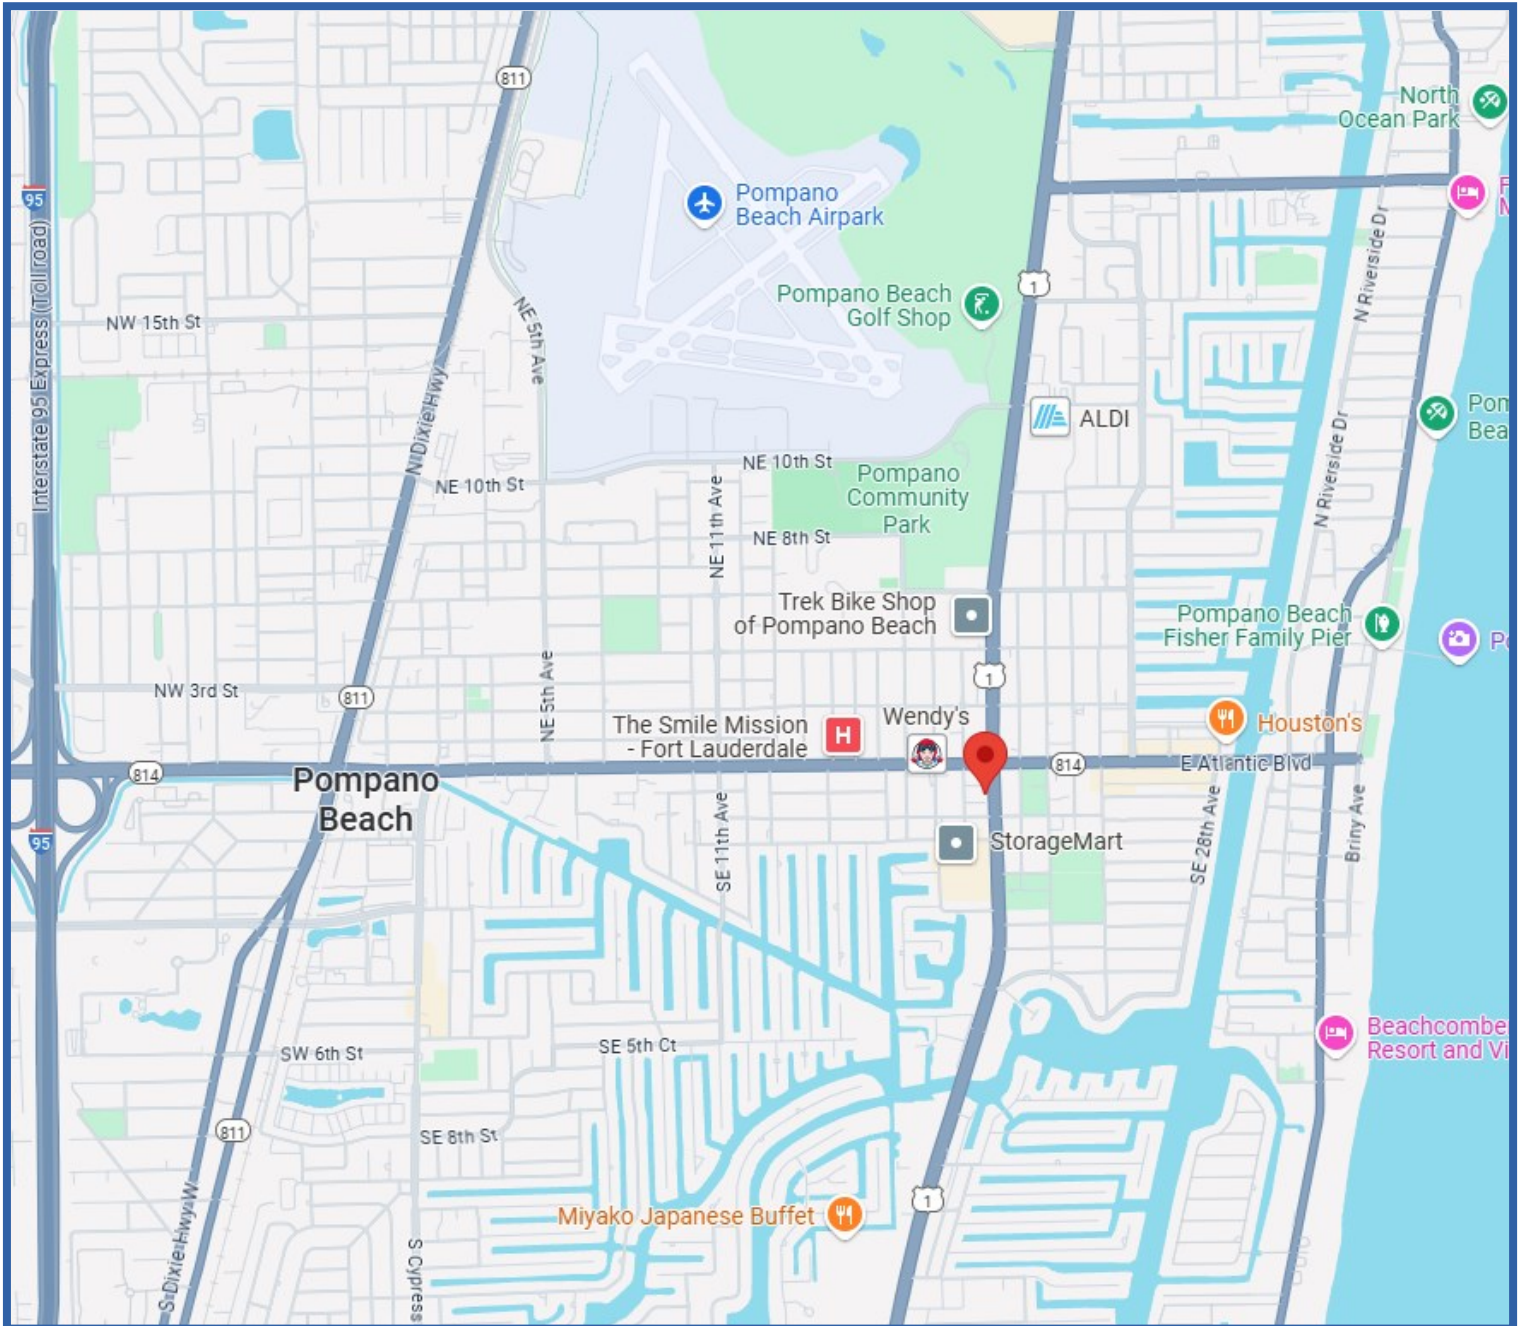 811
North
Ocean Park
95
Pompano
Beach Airpark
F
M
N Riverside Dr
1
Pompano Beach
Golf Shop
Interstate 95 Express (Toll road)
NW 15th St
NE 5th Ave
N Dixie Hwy
ALDI
Pom
Bea
N Riverside Dr
NE 10th St
NE 10th St
Pompano
Community
Park
NE 11th Ave
NE 8th St
Trek Bike Shop
of Pompano Beach
Pompano Beach
Fisher Family Pier
Po
NE 5th Ave
1
NW 3rd St
811
The Smile Mission
- Fort Lauderdale
H
Wendy's
Houston's
814
814
E Atlantic Blvd
Pompano
Beach
95
SE 11th Ave
StorageMart
SE 28th Ave
Briny Ave
Beachcombe
Resort and Vi
SW 6th St
SE 5th Ct
811
SE 8th St
1
Miyako Japanese Buffet
S Dixie Hwy W
S Cypress